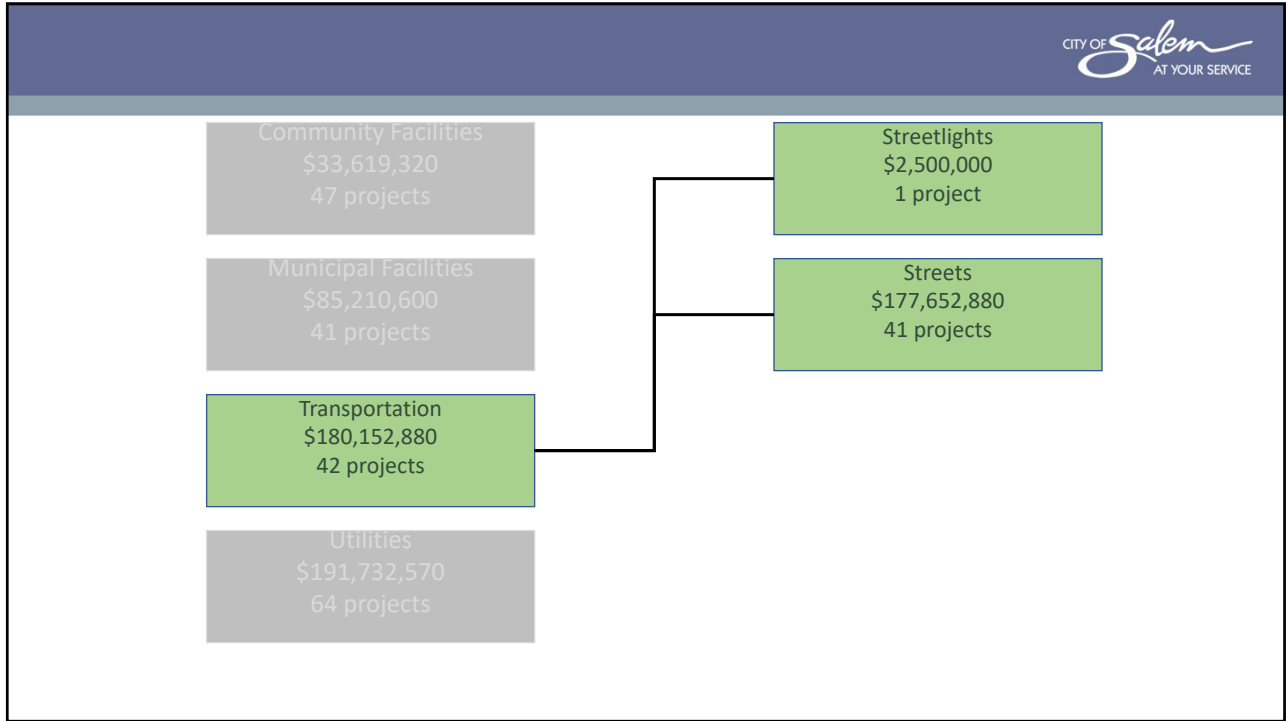 CITY OF Salem
AT YOUR SERVICE
Community Facilities
$33,619,320
47 projects
Municipal Facilities
$85,210,600
41 projects
Transportation
$180,152,880
42 projects
Utilities
$191,732,570
64 projects
Streetlights
$2,500,000
1 project
Streets
$177,652,880
41 projects